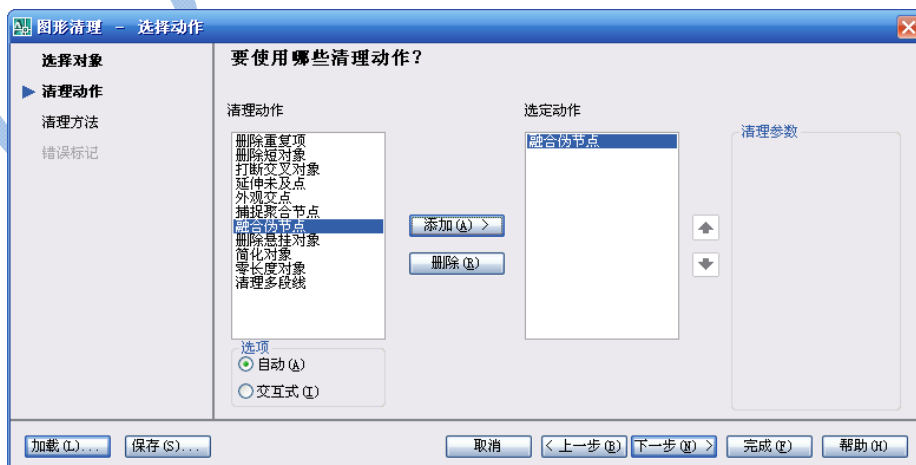 图形清理 - 选择动作
选择对象
清理动作
清理方法
错误标记
要使用哪些清理动作？
清理动作
删除重复项
删除短对象
打断交叉对象
延伸未及点
外观交点
捕捉聚合节点
融合伪节点
删除悬挂对象
简化对象
零长度对象
清理多段线
选项
自动(A)
交互式(I)
添加(A) >
删除(R)
选定动作
融合伪节点
清理参数
加载(L)...
保存(S)...
取消
< 上一步(B)
下一步(N) >
完成(F)
帮助(H)